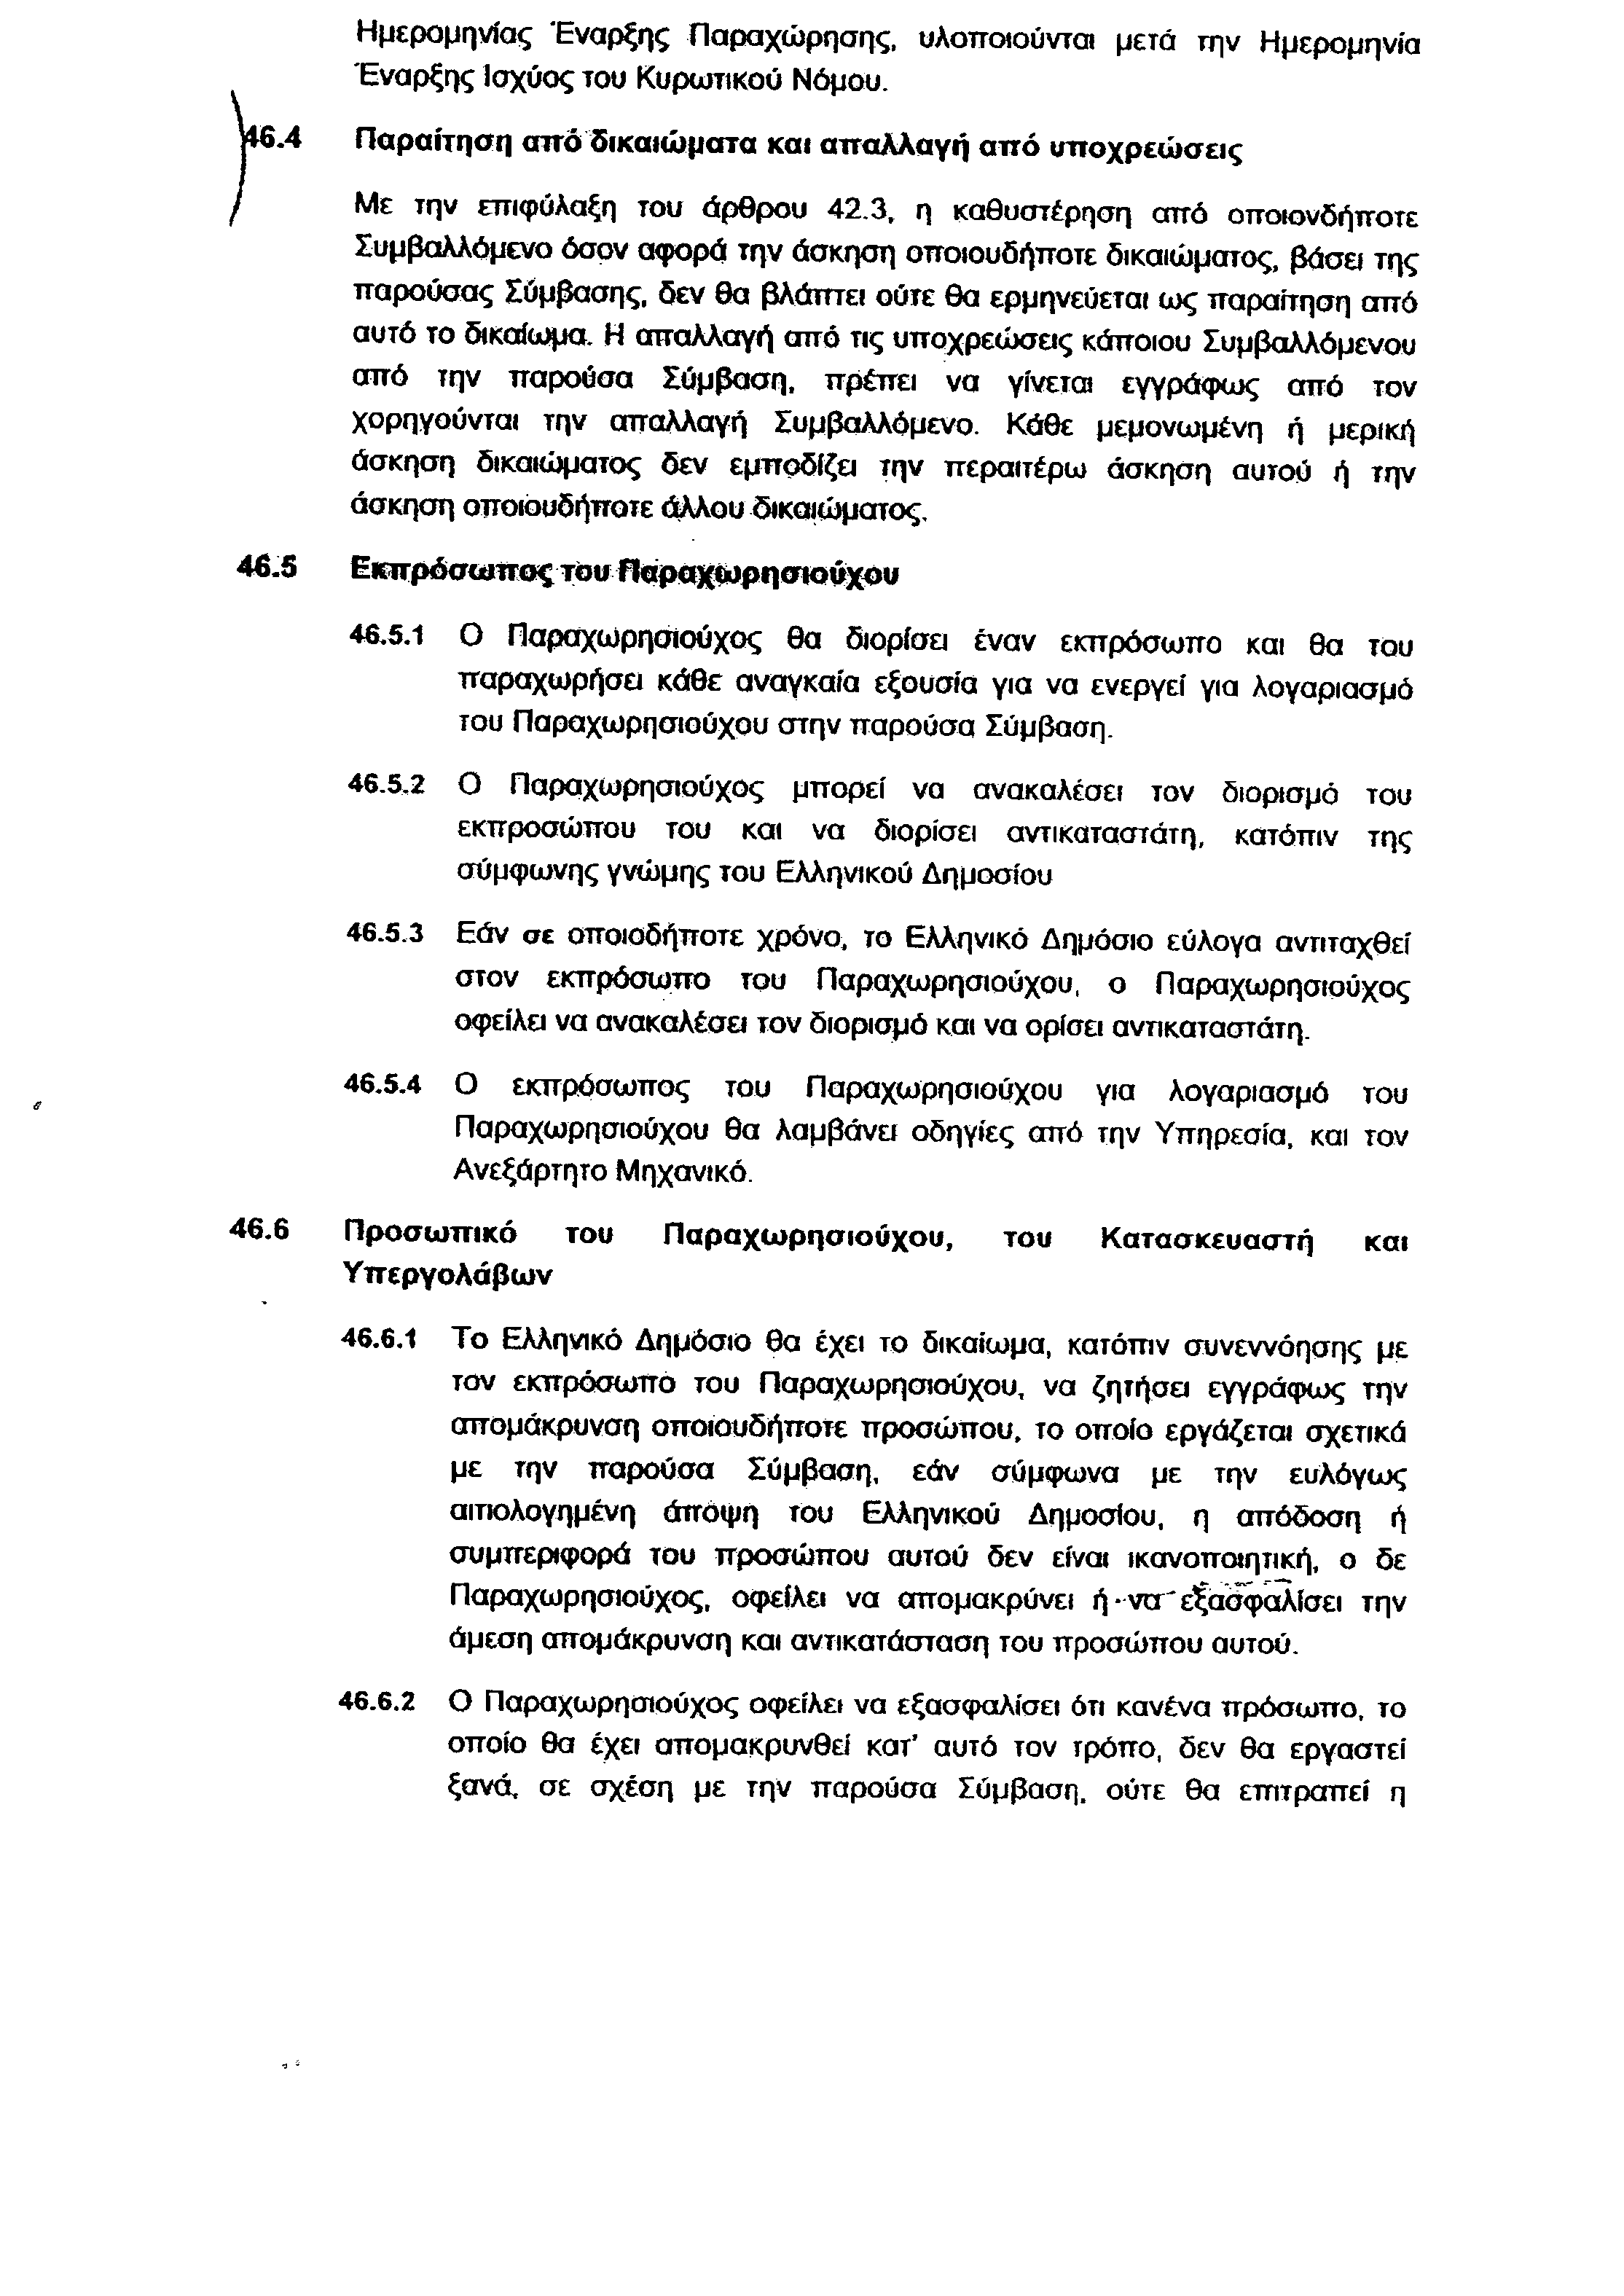 Ημερομηνίας Έναρξης Παραχώρησης, υλοποιούνται μετά την Ημερομηνία
Έναρξης Ισχύος του Κυρωτικού Νόμου.
46.4 Παραίτηση από δικαιώματα και απαλλαγή από υποχρεώσεις
Με την επιφύλαξη του άρθρου 42.3, η καθυστέρηση από οποιονδήποτε
Συμβαλλόμενο όσον αφορά την άσκηση οποιουδήποτε δικαιώματος, βάσει της
παρούσας Σύμβασης, δεν θα βλάπτει ούτε θα ερμηνεύεται ως παραίτηση από
αυτό το δικαίωμα. Η απαλλαγή από τις υποχρεώσεις κάποιου Συμβαλλόμενου
από την παρούσα Σύμβαση, πρέπει να γίνεται εγγράφως από τον
χορηγούνται την απαλλαγή Συμβαλλόμενο. Κάθε μεμονωμένη ή μερική
άσκηση δικαιώματος δεν εμποδίζει την περαιτέρω άσκηση αυτού ή την
άσκηση οποιουδήποτε άλλου δικαιώματος.
46.5 Εκπρόσωπος του Παραχωρησιούχου
46.5.1 Ο Παραχωρησιούχος θα διορίσει έναν εκπρόσωπο και θα του
παραχωρήσει κάθε αναγκαία εξουσία για να ενεργεί για λογαριασμό
του Παραχωρησιούχου στην παρούσα Σύμβαση.
46.5.2 Ο Παραχωρησιούχος μπορεί να ανακαλέσει τον διορισμό του
εκπροσώπου του και να διορίσει αντικαταστάτη, κατόπιν της
σύμφωνης γνώμης του Ελληνικού Δημοσίου
46.5.3 Εάν σε οποιοδήποτε χρόνο, το Ελληνικό Δημόσιο εύλογα αντιταχθεί
στον εκπρόσωπο του Παραχωρησιούχου, ο Παραχωρησιούχος
οφείλει να ανακαλέσει τον διορισμό και να ορίσει αντικαταστάτη.
46.5.4 Ο εκπρόσωπος του Παραχωρησιούχου για λογαριασμό του
Παραχωρησιούχου θα λαμβάνει οδηγίες από την Υπηρεσία, και τον
Ανεξάρτητο Μηχανικό.
46.6 Προσωπικό του Παραχωρησιούχου, του Κατασκευαστή και
Υπεργολάβων
46.6.1 Το Ελληνικό Δημόσιο θα έχει το δικαίωμα, κατόπιν συνεννόησης με
τον εκπρόσωπο του Παραχωρησιούχου, να ζητήσει εγγράφως την
απομάκρυνση οποιουδήποτε προσώπου, το οποίο εργάζεται σχετικά
με την παρούσα Σύμβαση, εάν σύμφωνα με την ευλόγως
αιτιολογημένη άποψη του Ελληνικού Δημοσίου, η απόδοση ή
συμπεριφορά του προσώπου αυτού δεν είναι ικανοποιητική, ο δε
Παραχωρησιούχος, οφείλει να απομακρύνει ή να εξασφαλίσει την
άμεση απομάκρυνση και αντικατάσταση του προσώπου αυτού.
46.6.2 Ο Παραχωρησιούχος οφείλει να εξασφαλίσει ότι κανένα πρόσωπο, το
οποίο θα έχει απομακρυνθεί κατ' αυτό τον τρόπο, δεν θα εργαστεί
ξανά, σε σχέση με την παρούσα Σύμβαση, ούτε θα επιτραπεί η